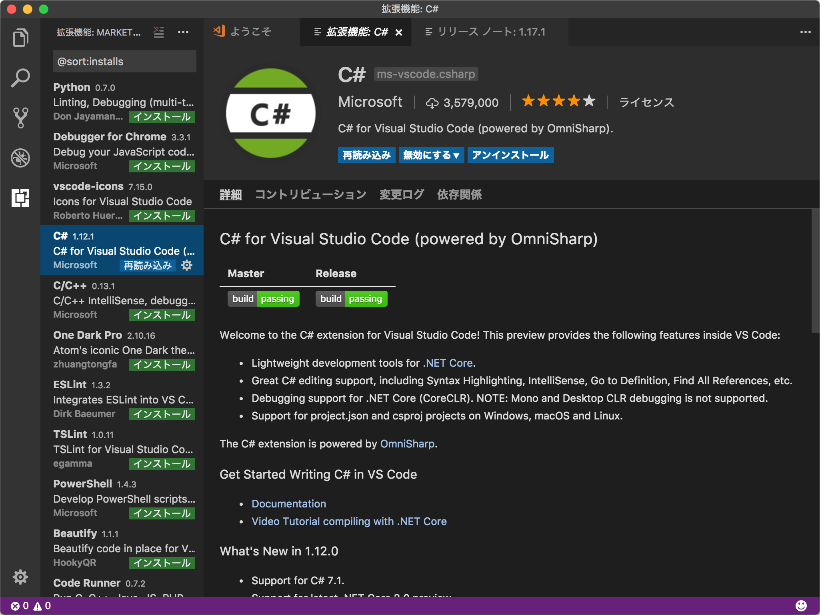 拡張機能: C#
拡張機能: MARKET...
ようこそ
拡張機能: C#
リリース ノート: 1.17.1
@sort:installs
Python 0.7.0
Linting, Debugging (multi-t...
Don Jayaman... インストール
Debugger for Chrome 3.3.1
Debug your JavaScript cod...
Microsoft インストール
vscode-icons 7.15.0
Icons for Visual Studio Code
Roberto Huer... インストール
C# 1.12.1
C# for Visual Studio Code (...
Microsoft 再読み込み
C/C++ 0.13.1
C/C++ IntelliSense, debugg...
Microsoft インストール
One Dark Pro 2.10.16
Atom's iconic One Dark the...
zhuangtongfa インストール
ESLint 1.3.2
Integrates ESLint into VS C...
Dirk Baeumer インストール
TSLint 1.0.11
TSLint for Visual Studio Co...
egamma インストール
PowerShell 1.4.3
Develop PowerShell scripts...
Microsoft インストール
Beautify 1.1.1
Beautify code in place for V...
HookyQR インストール
Code Runner 0.7.2
C#
C# ms-vscode.csharp
Microsoft 3,579,000 ライセンス
C# for Visual Studio Code (powered by OmniSharp).
再読み込み 無効にする▼ アンインストール
詳細 コントリビューション 変更ログ 依存関係
C# for Visual Studio Code (powered by OmniSharp)
Master Release
build passing build passing
Welcome to the C# extension for Visual Studio Code! This preview provides the following features inside VS Code:
• Lightweight development tools for .NET Core.
• Great C# editing support, including Syntax Highlighting, IntelliSense, Go to Definition, Find All References, etc.
• Debugging support for .NET Core (CoreCLR). NOTE: Mono and Desktop CLR debugging is not supported.
• Support for project.json and csproj projects on Windows, macOS and Linux.
The C# extension is powered by OmniSharp.
Get Started Writing C# in VS Code
• Documentation
• Video Tutorial compiling with .NET Core
What's New in 1.12.0
• Support for C# 7.1.
• Support for latest .NET Core 2.0 preview
0 0